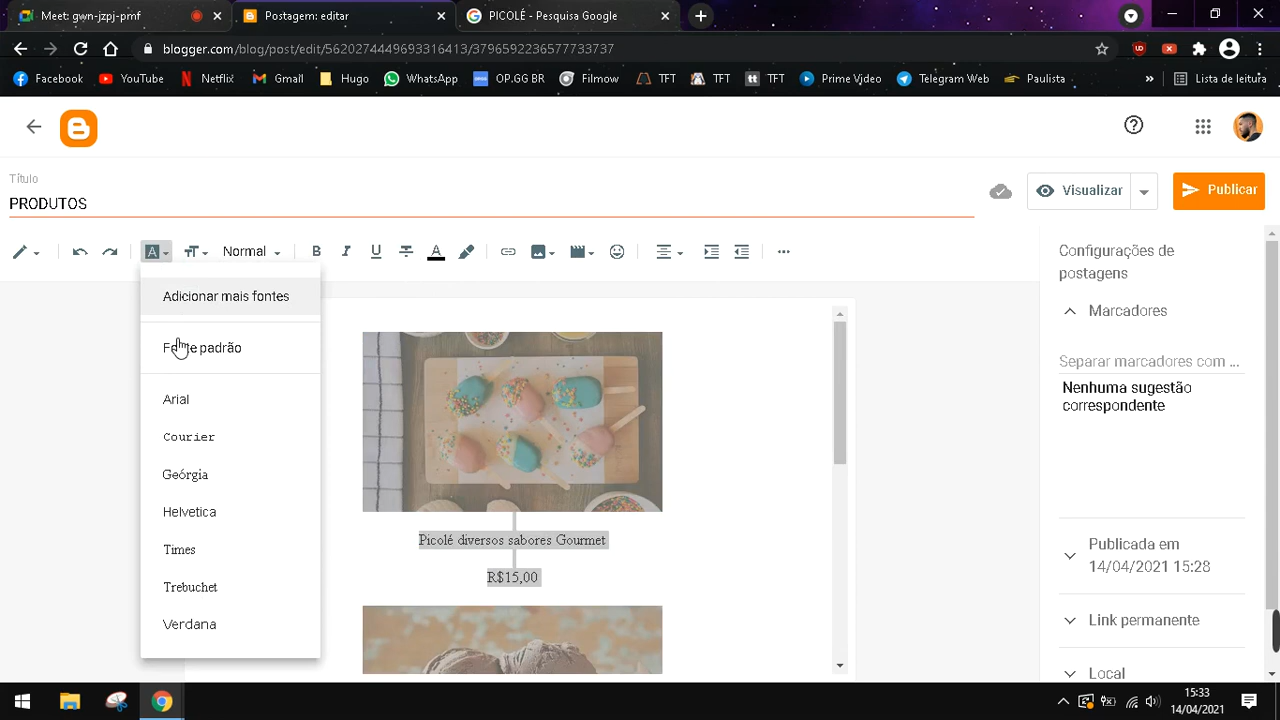 Meet: gwn-jzpj-pmf
Postagem: editar
PICOLÉ - Pesquisa Google
blogger.com/blog/post/edit/5620274449693316413/3796592236577733737
Facebook YouTube Netflix Gmail Hugo WhatsApp OP.GG BR Filmow TFT TFT TFT Prime Video Telegram Web Paulista » Lista de leitura
Título
PRODUTOS
Visualizar
Publicar
Normal
Adicionar mais fontes
Fonte padrão
Arial
Courier
Geórgia
Helvetica
Times
Trebuchet
Verdana
Picolé diversos sabores Gourmet
R$15,00
Configurações de
postagens
Marcadores
Separar marcadores com ...
Nenhuma sugestão
correspondente
Publicada em
14/04/2021 15:28
Link permanente
Local
15:33
14/04/2021